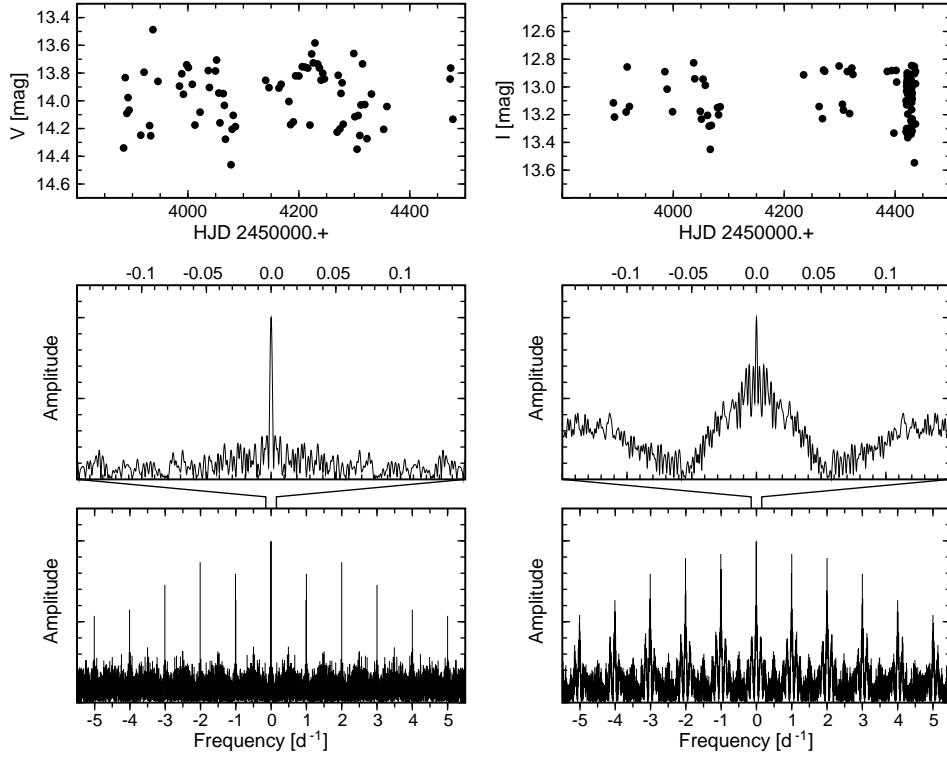 13.4
13.6
13.8
14.0
14.2
14.4
14.6
V [mag]
4000
4200
4400
HJD 2450000.+
12.6
12.8
13.0
13.2
13.4
13.6
I [mag]
4000
4200
4400
HJD 2450000.+
-0.1
-0.05
0.0
0.05
0.1
Amplitude
-0.1
-0.05
0.0
0.05
0.1
Amplitude
Amplitude
-5 -4 -3 -2 -1 0 1 2 3 4 5
Frequency [d-1]
Amplitude
-5 -4 -3 -2 -1 0 1 2 3 4 5
Frequency [d-1]